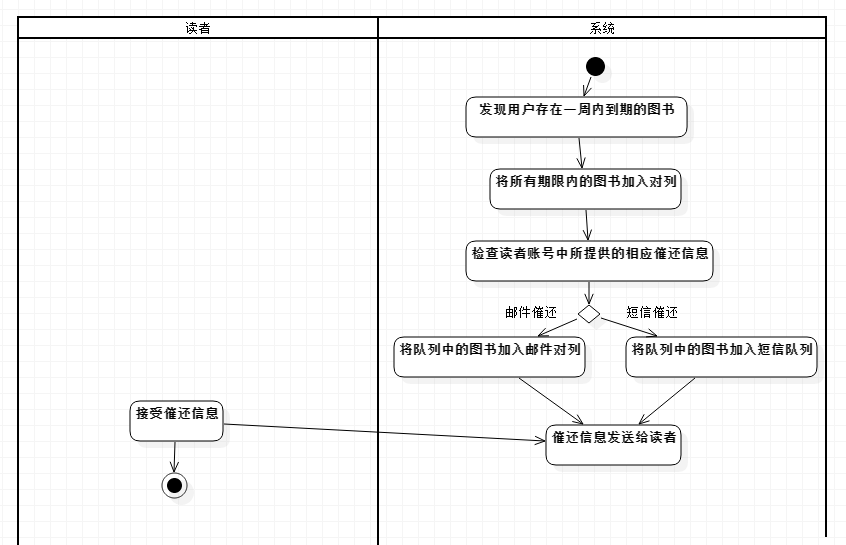 读者
系统
发现用户存在一周内到期的图书
将所有期限内的图书加入对列
检查读者账号中所提供的相应催还信息
邮件催还
短信催还
将队列中的图书加入邮件对列
将队列中的图书加入短信队列
接受催还信息
催还信息发送给读者